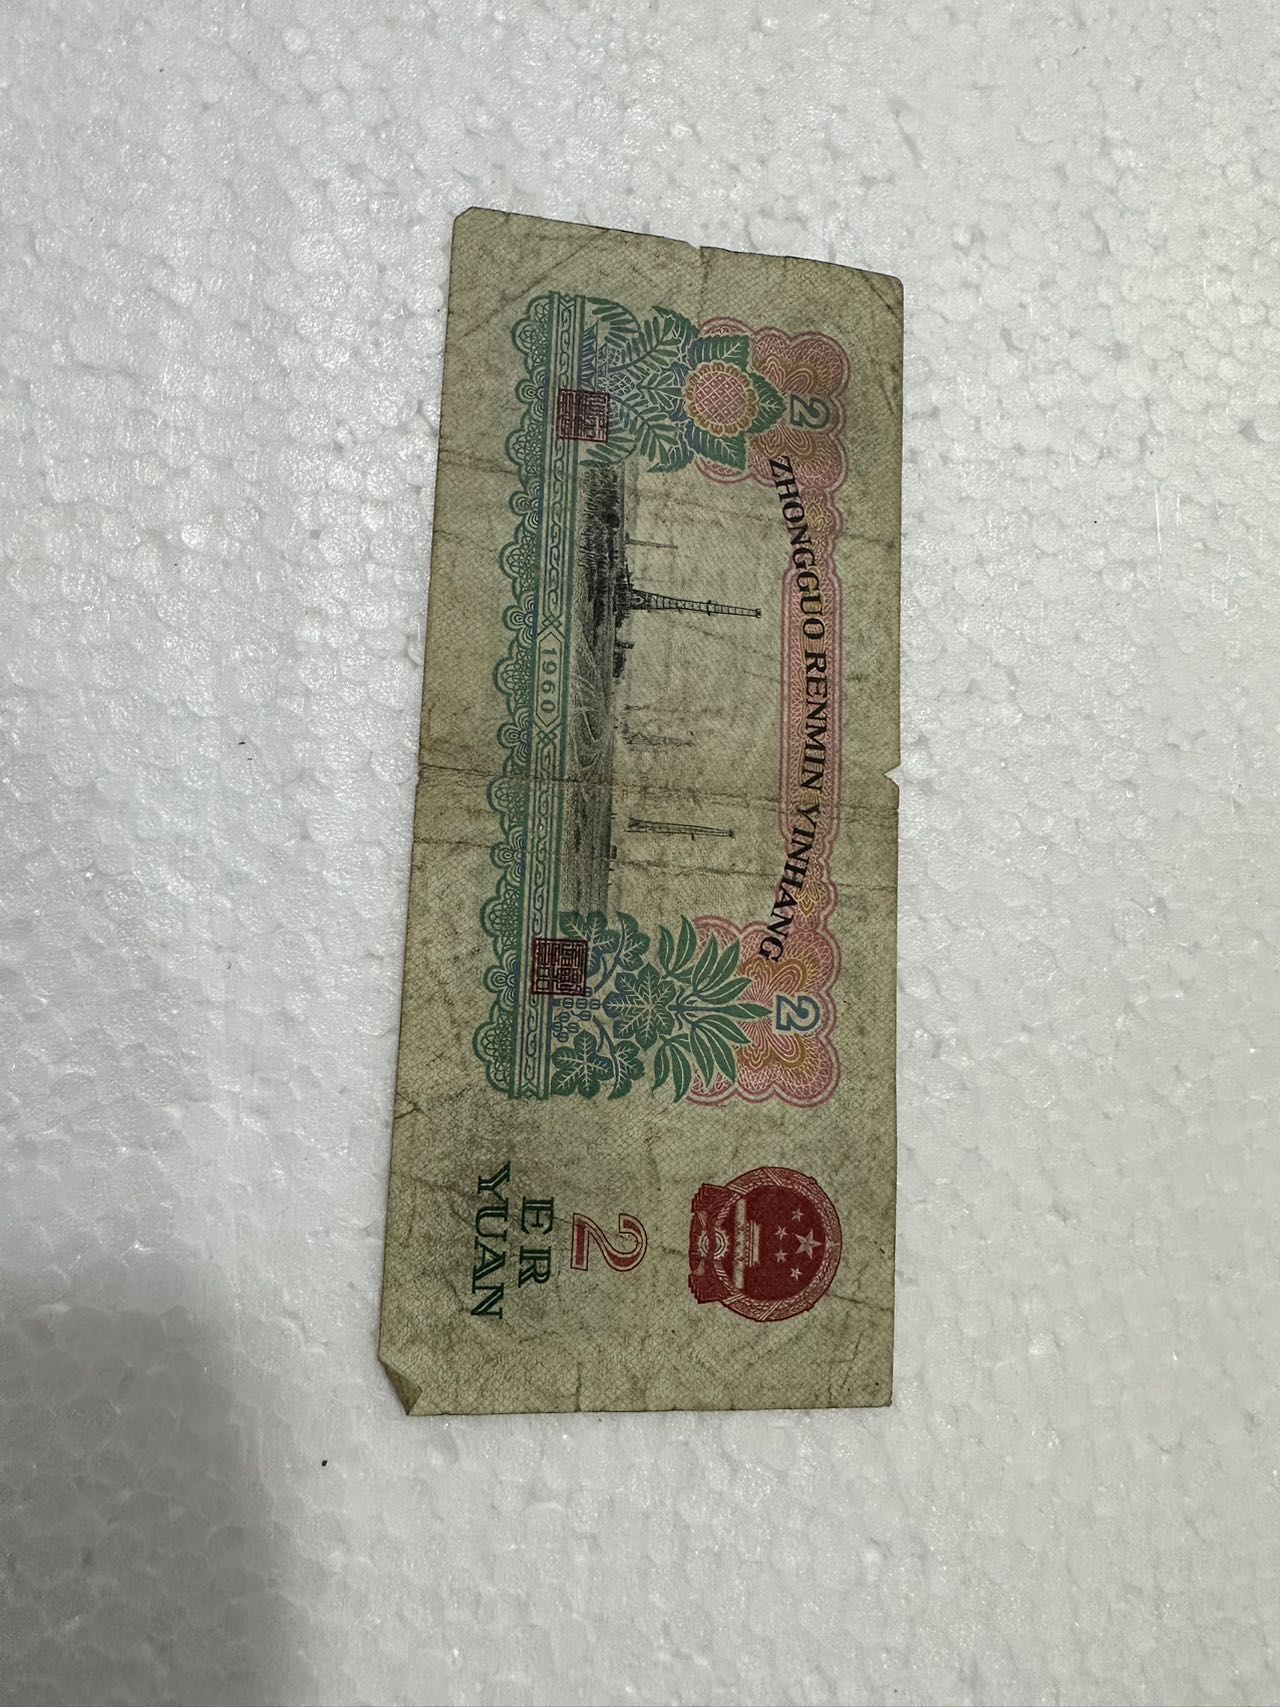 ZHONGGUO RENMIN YINHANG
2
2
1960
2
ER
YUAN